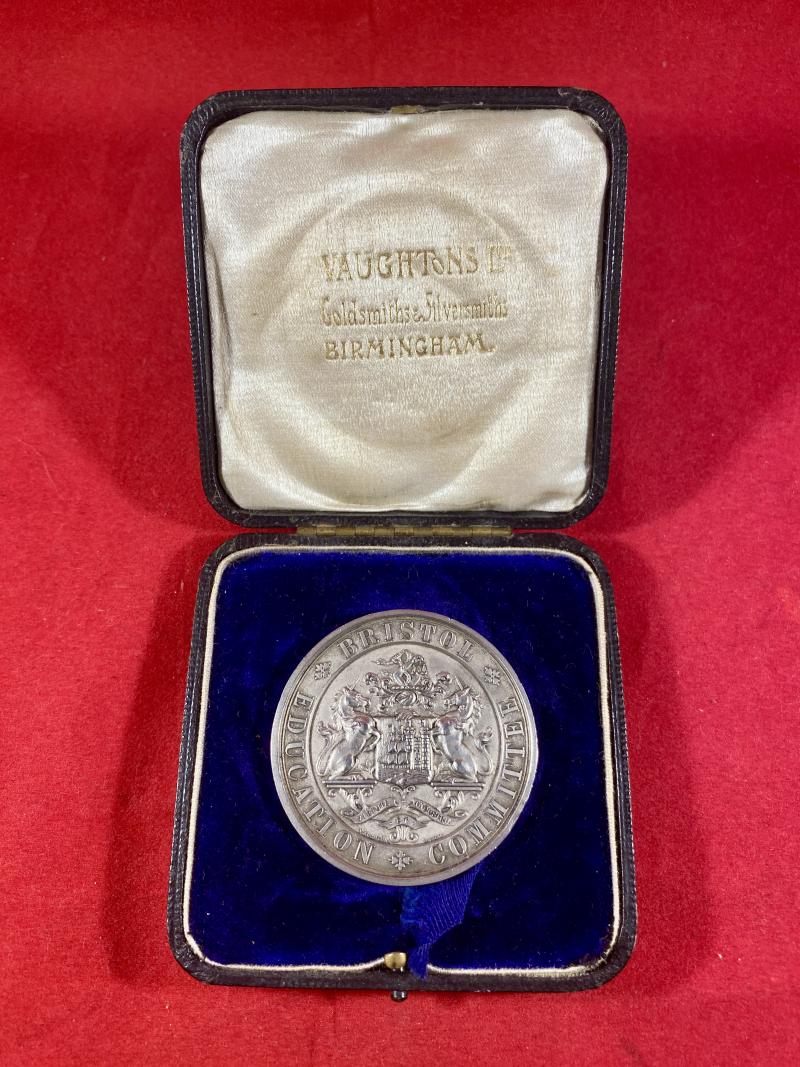 VAUGHTONS LTD
Goldsmiths & Silversmiths
BIRMINGHAM.
BRISTOL
EDUCATION COMMITTEE